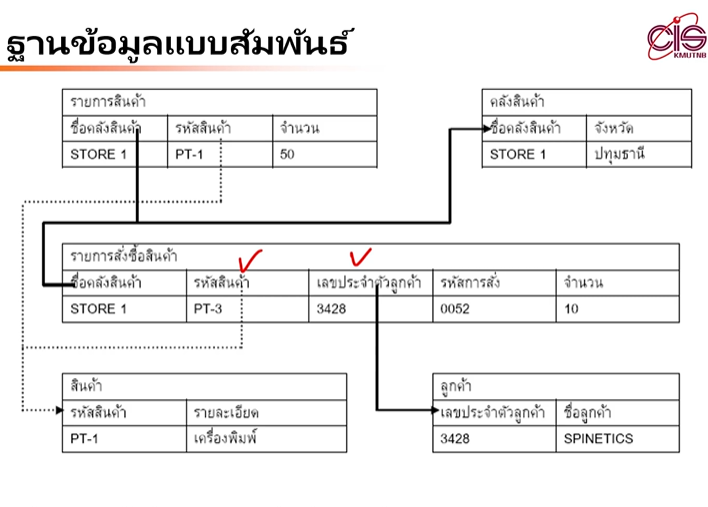 ฐานข้อมูลแบบสัมพันธ์
CIS
KMUTNB
รายการสินค้า
ชื่อคลังสินค้า รหัสสินค้า จำนวน
STORE 1 PT-1 50
คลังสินค้า
ชื่อคลังสินค้า จังหวัด
STORE 1 ปทุมธานี
รายการสั่งซื้อสินค้า
ชื่อคลังสินค้า รหัสสินค้า เลขประจำตัวลูกค้า รหัสการสั่ง จำนวน
STORE 1 PT-3 3428 0052 10
สินค้า
รหัสสินค้า รายละเอียด
PT-1 เครื่องพิมพ์
ลูกค้า
เลขประจำตัวลูกค้า ชื่อลูกค้า
3428 SPINETICS